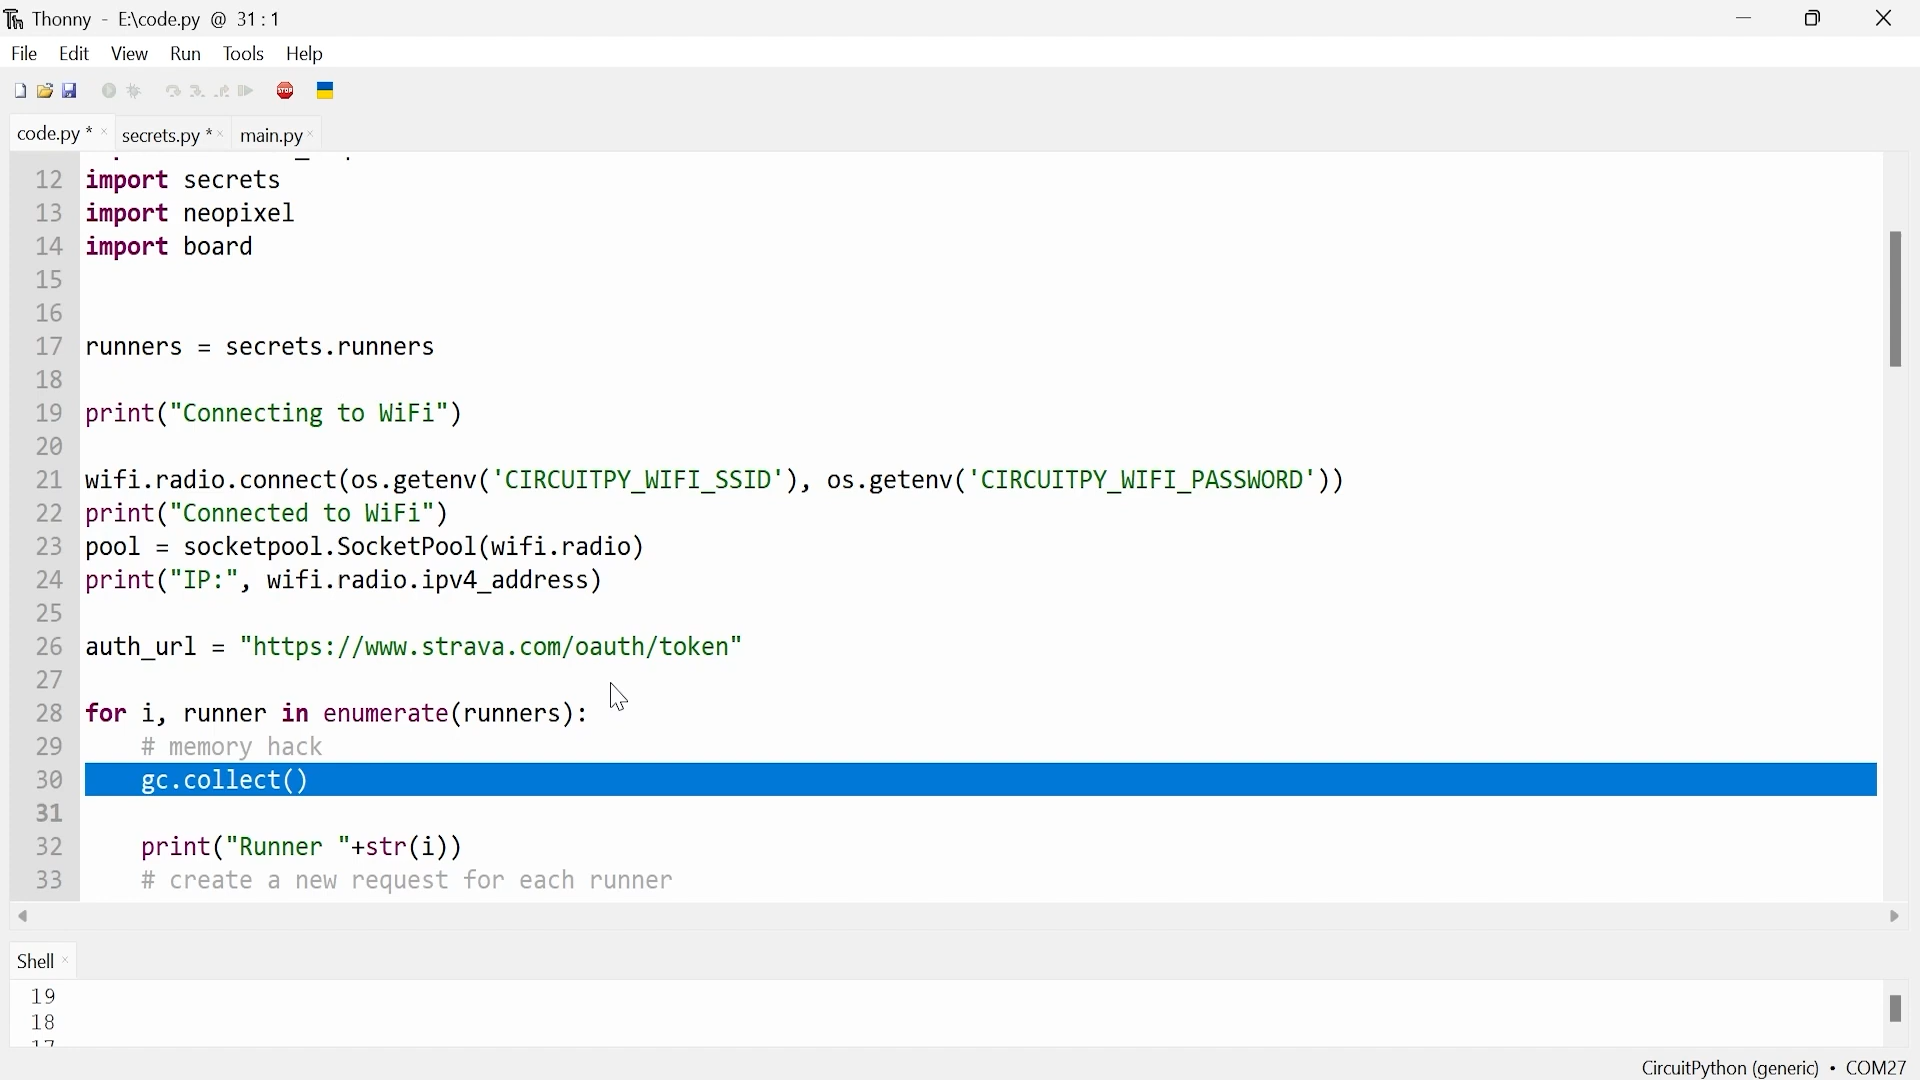 Thonny - E:\code.py @ 31 : 1
File Edit View Run Tools Help
STOP
code.py * × secrets.py * × main.py ×
12 import secrets
13 import neopixel
14 import board
15
16
17 runners = secrets.runners
18
19 print("Connecting to WiFi")
20
21 wifi.radio.connect(os.getenv('CIRCUITPY_WIFI_SSID'), os.getenv('CIRCUITPY_WIFI_PASSWORD'))
22 print("Connected to WiFi")
23 pool = socketpool.SocketPool(wifi.radio)
24 print("IP:", wifi.radio.ipv4_address)
25
26 auth_url = "https://www.strava.com/oauth/token"
27
28 for i, runner in enumerate(runners):
29     # memory hack
30     gc.collect()
31
32     print("Runner "+str(i))
33     # create a new request for each runner
Shell ×
19
18
17
CircuitPython (generic) • COM27